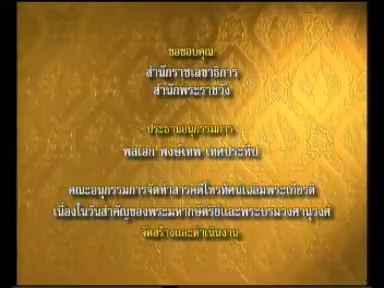 ขอขอบคุณ
สำนักราชเลขาธิการ
สำนักพระราชวัง
ประธานอนุกรรมการ
พลเอก พงษ์เทพ เทศประทีป
คณะอนุกรรมการจัดทำสารคดีโทรทัศน์เฉลิมพระเกียรติ
เนื่องในวันสำคัญของพระมหากษัตริย์และพระบรมวงศานุวงศ์
จัดสร้างและดำเนินงาน